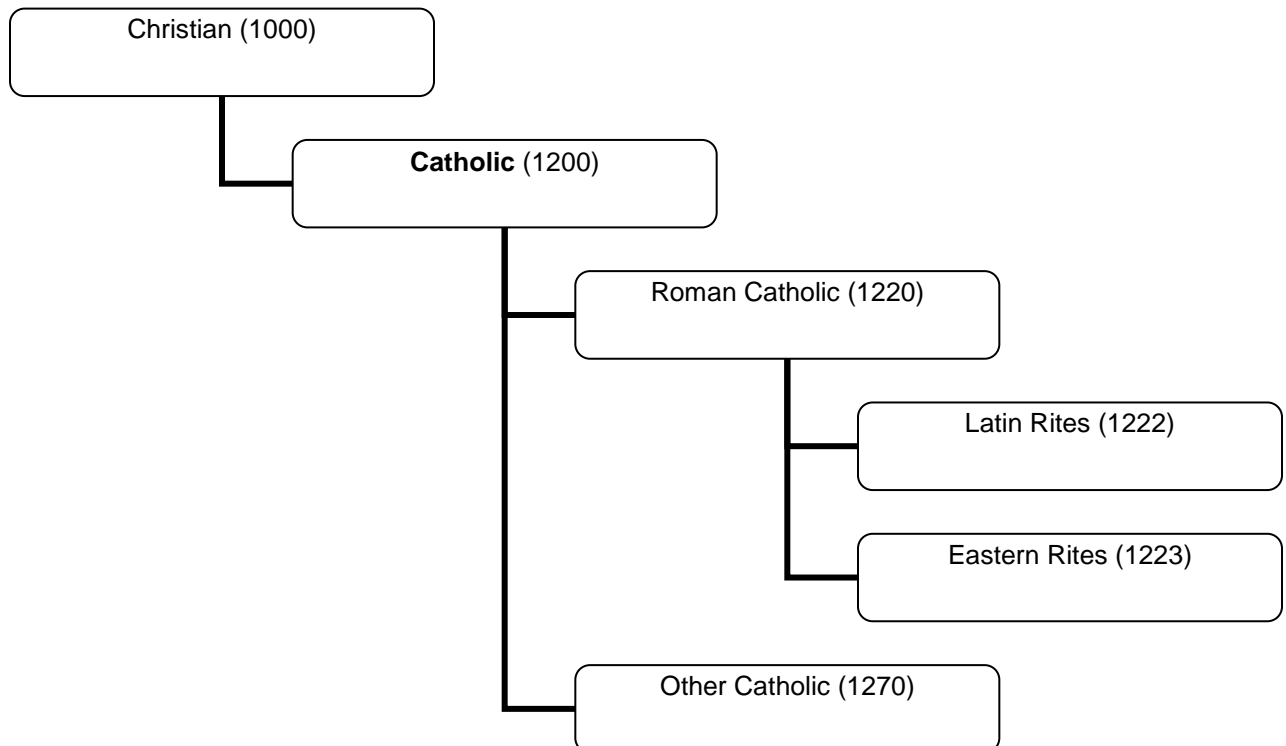 Christian (1000)
Catholic (1200)
Roman Catholic (1220)
Latin Rites (1222)
Eastern Rites (1223)
Other Catholic (1270)